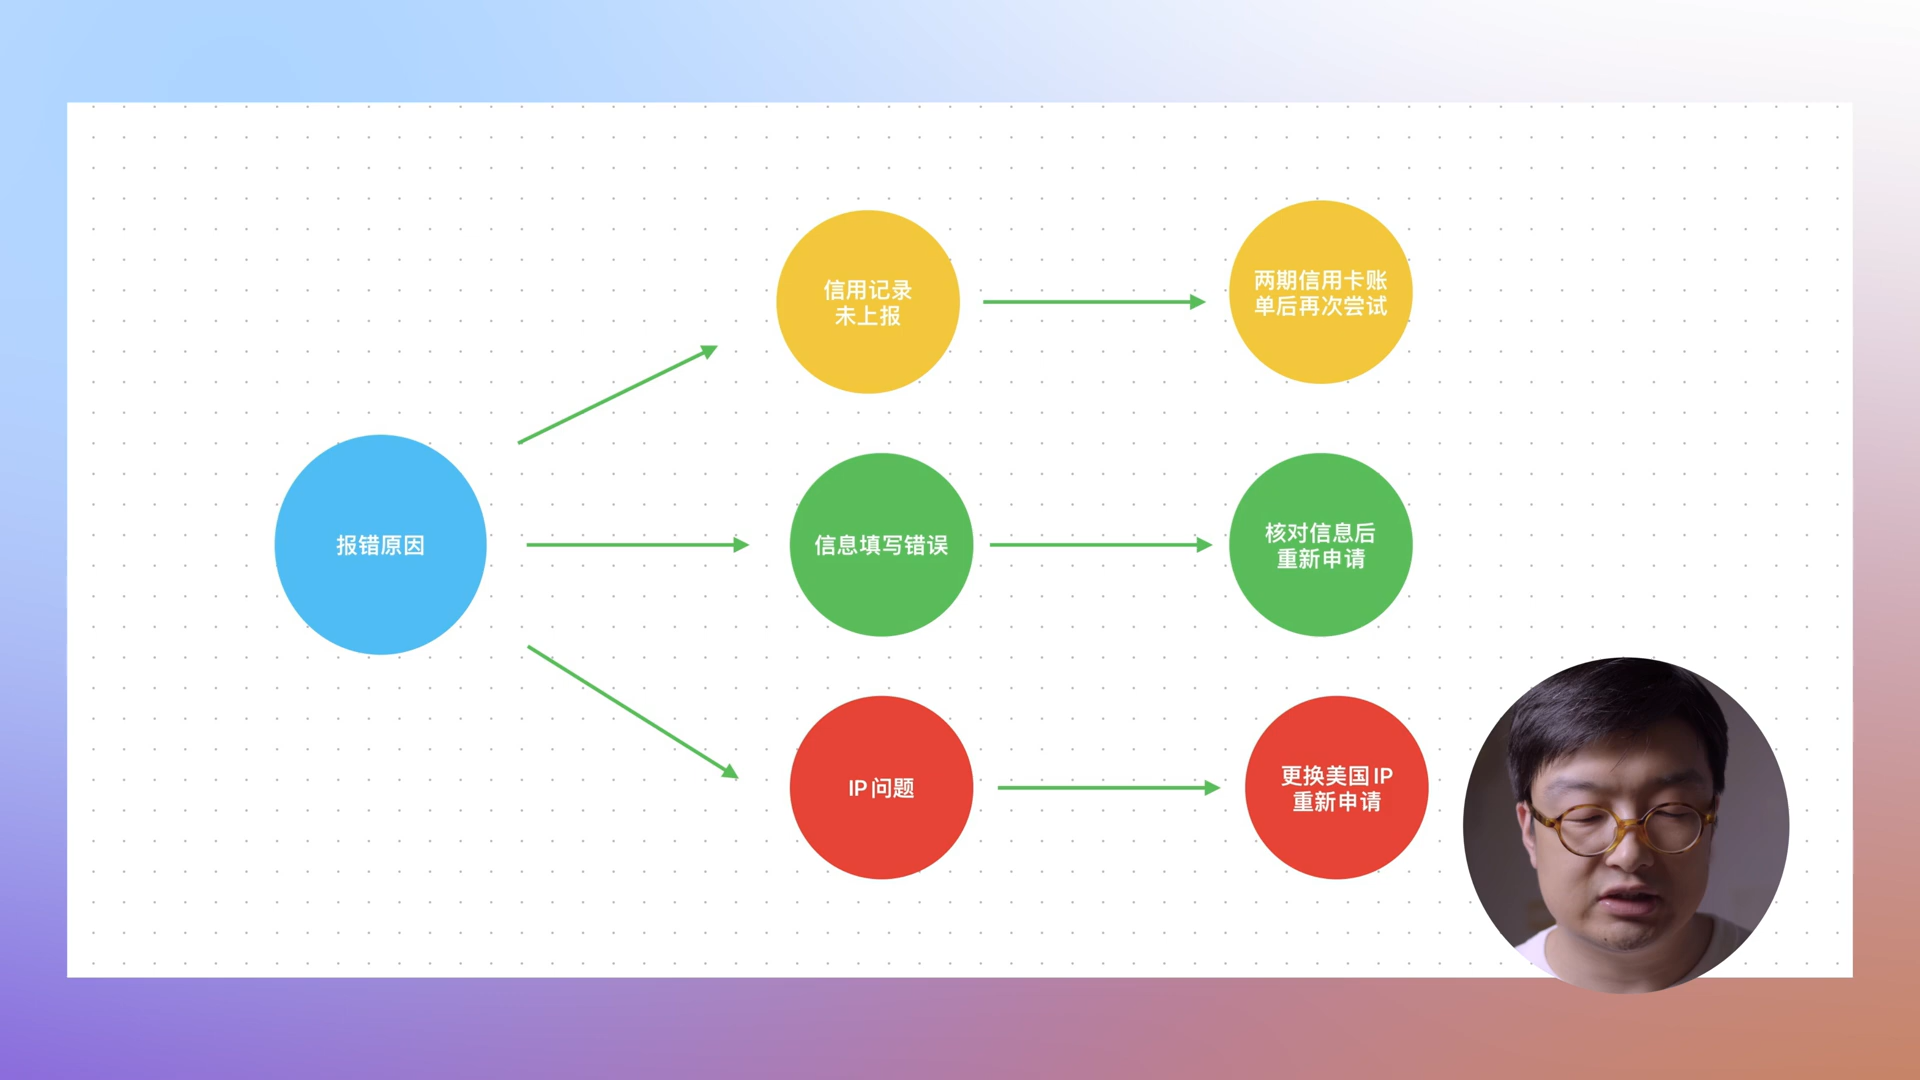 报错原因
信用记录
未上报
两期信用卡账
单后再次尝试
信息填写错误
核对信息后
重新申请
IP 问题
更换美国 IP
重新申请